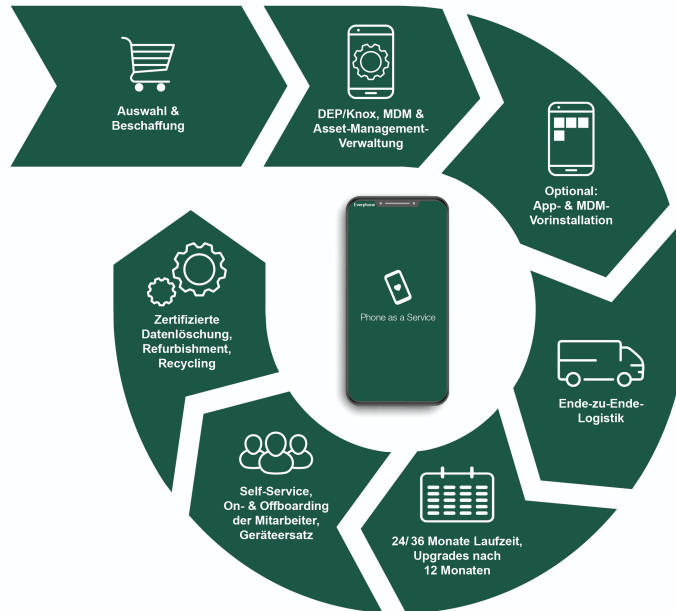 Auswahl &
Beschaffung
DEP/Knox, MDM &
Asset-Management-
Verwaltung
Optional:
App- & MDM-
Vorinstallation
Ende-zu-Ende-
Logistik
24/36 Monate Laufzeit,
Upgrades nach
12 Monaten
Self-Service,
On- & Offboarding
der Mitarbeiter,
Geräteersatz
Zertifizierte
Datenlöschung,
Refurbishment,
Recycling
Everphone
Phone as a Service